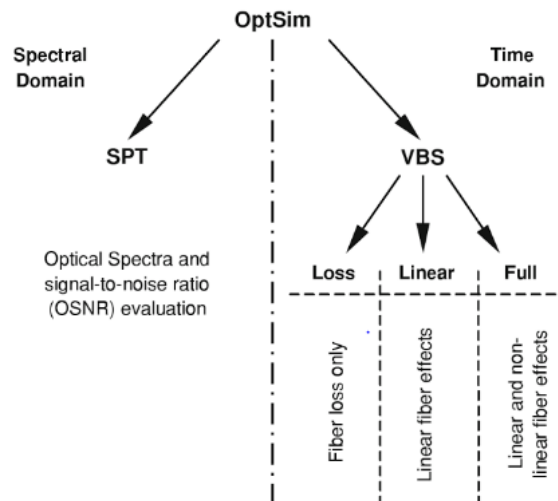 OptSim
Spectral
Domain
Time
Domain
SPT
VBS
Optical Spectra and
signal-to-noise ratio
(OSNR) evaluation
Loss
Linear
Full
Fiber loss only
Linear fiber effects
Linear and non-
linear fiber effects